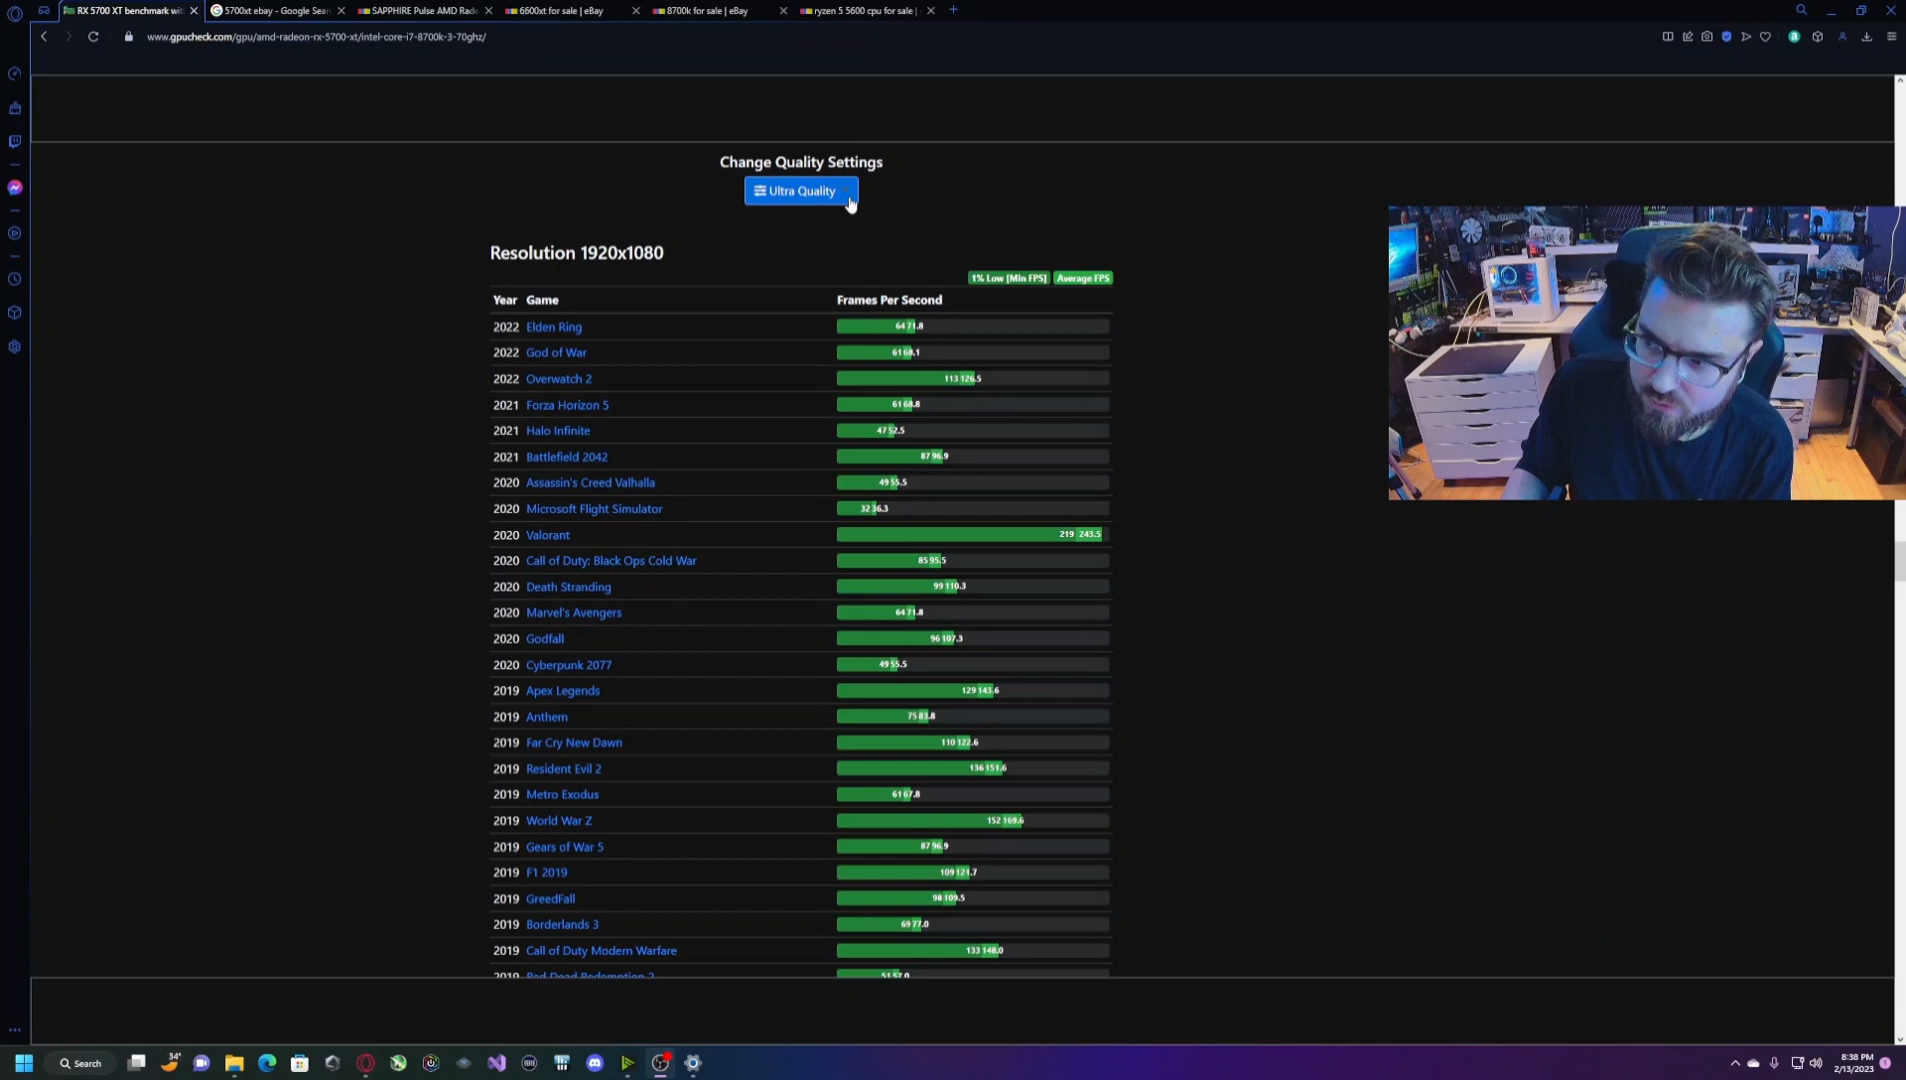 RX 5700 XT benchmark wit
5700xt ebay - Google Sear
SAPPHIRE Pulse AMD Rade
6600xt for sale | eBay
8700k for sale | eBay
ryzen 5 5600 cpu for sale |
www.gpucheck.com/gpu/amd-radeon-rx-5700-xt/intel-core-i7-8700k-3-70ghz/
Change Quality Settings
Ultra Quality
Resolution 1920x1080
1% Low [Min FPS] Average FPS
Year Game Frames Per Second
2022 Elden Ring 64 71.8
2022 God of War 61 68.1
2022 Overwatch 2 113 126.5
2021 Forza Horizon 5 61 68.8
2021 Halo Infinite 47 52.5
2021 Battlefield 2042 87 96.9
2020 Assassin's Creed Valhalla 49 55.5
2020 Microsoft Flight Simulator 32 36.3
2020 Valorant 219 243.5
2020 Call of Duty: Black Ops Cold War 85 95.5
2020 Death Stranding 99 110.3
2020 Marvel's Avengers 64 71.8
2020 Godfall 96 107.3
2020 Cyberpunk 2077 49 55.5
2019 Apex Legends 129 143.6
2019 Anthem 75 83.8
2019 Far Cry New Dawn 110 122.6
2019 Resident Evil 2 136 151.6
2019 Metro Exodus 61 67.8
2019 World War Z 152 169.6
2019 Gears of War 5 87 96.9
2019 F1 2019 109 121.7
2019 GreedFall 98 109.5
2019 Borderlands 3 69 77.0
2019 Call of Duty Modern Warfare 133 148.0
2019 Red Dead Redemption 2 51 57.0
Search
34°
8:38 PM
2/13/2023
1